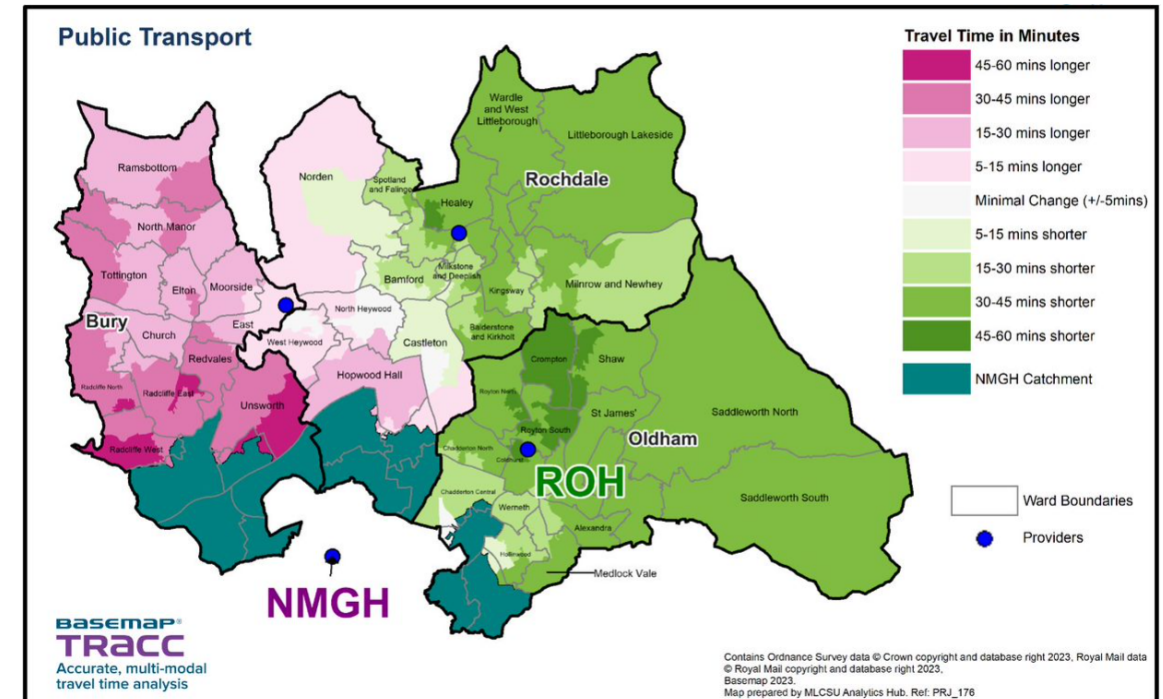 Public Transport
Travel Time in Minutes
45-60 mins longer
30-45 mins longer
15-30 mins longer
5-15 mins longer
Minimal Change (+/-5mins)
5-15 mins shorter
15-30 mins shorter
30-45 mins shorter
45-60 mins shorter
NMGH Catchment
Ward Boundaries
Providers
Wardle
and West
Littleborough
Littleborough Lakeside
Ramsbottom
Norden
Spotland
and Falinge
Rochdale
Healey
North Manor
Tottington
Elton
Moorside
Bamford
Milkstone
and Deeplish
Kingsway
Milnrow and Newhey
Bury
Church
East
North Heywood
West Heywood
Castleton
Balderstone
and Kirkholt
Redvales
Hopwood Hall
Crompton
Shaw
Radcliffe North
Radcliffe East
Unsworth
Royton North
St James'
Saddleworth North
Radcliffe West
Royton South
Oldham
Chadderton North
Coldhurst
ROH
Chadderton Central
Werneth
Saddleworth South
Alexandra
Hollinwood
Medlock Vale
NMGH
BASEMAP®
TRACC
Accurate, multi-modal
travel time analysis
Contains Ordnance Survey data © Crown copyright and database right 2023, Royal Mail data
© Royal Mail copyright and database right 2023,
Basemap 2023.
Map prepared by MLCSU Analytics Hub. Ref: PRJ_176